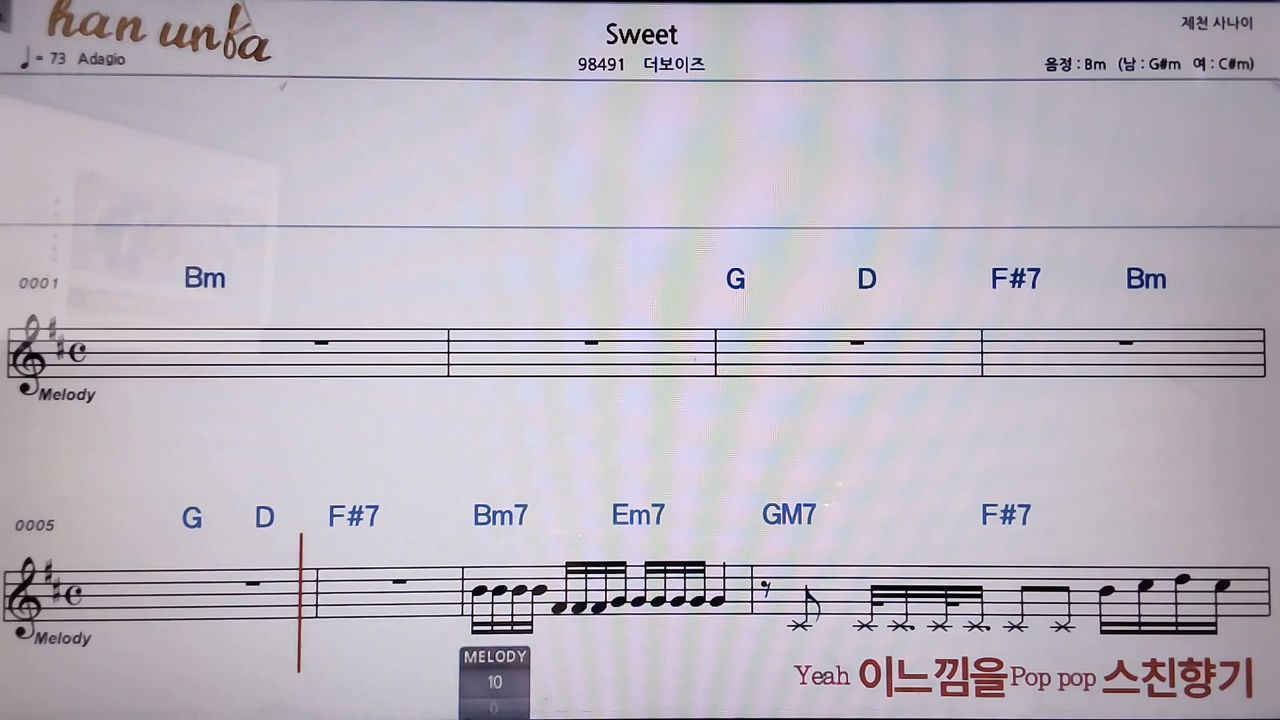 han unba
♩= 73 Adagio
Sweet
98491 더보이즈
제천 사나이
음정 : Bm (남 : G#m 여 : C#m)
0001 Bm G D F#7 Bm
Melody
0005 G D F#7 Bm7 Em7 GM7 F#7
Melody
MELODY
10
0
Yeah 이느낌을 Pop pop 스친향기